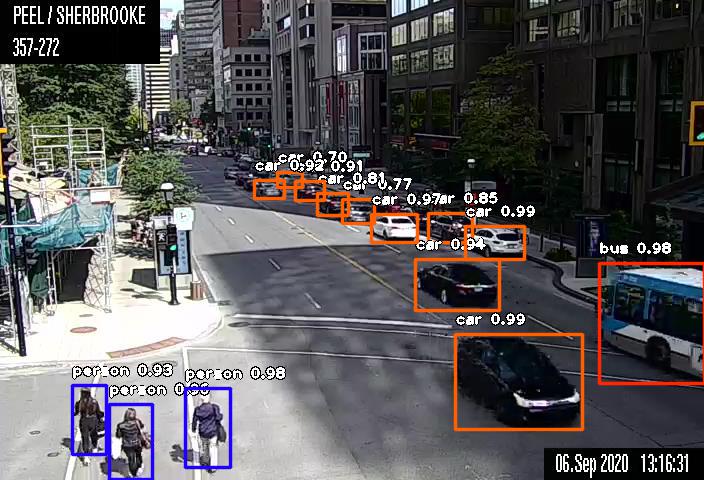 PEEL / SHERBROOKE
357-272
car 0.70
car 0.92
0.91
car 0.81
0.77
car 0.97
car 0.85
car 0.99
car 0.94
bus 0.98
car 0.99
person 0.93
person 0.98
person
06.Sep 2020 13:16:31